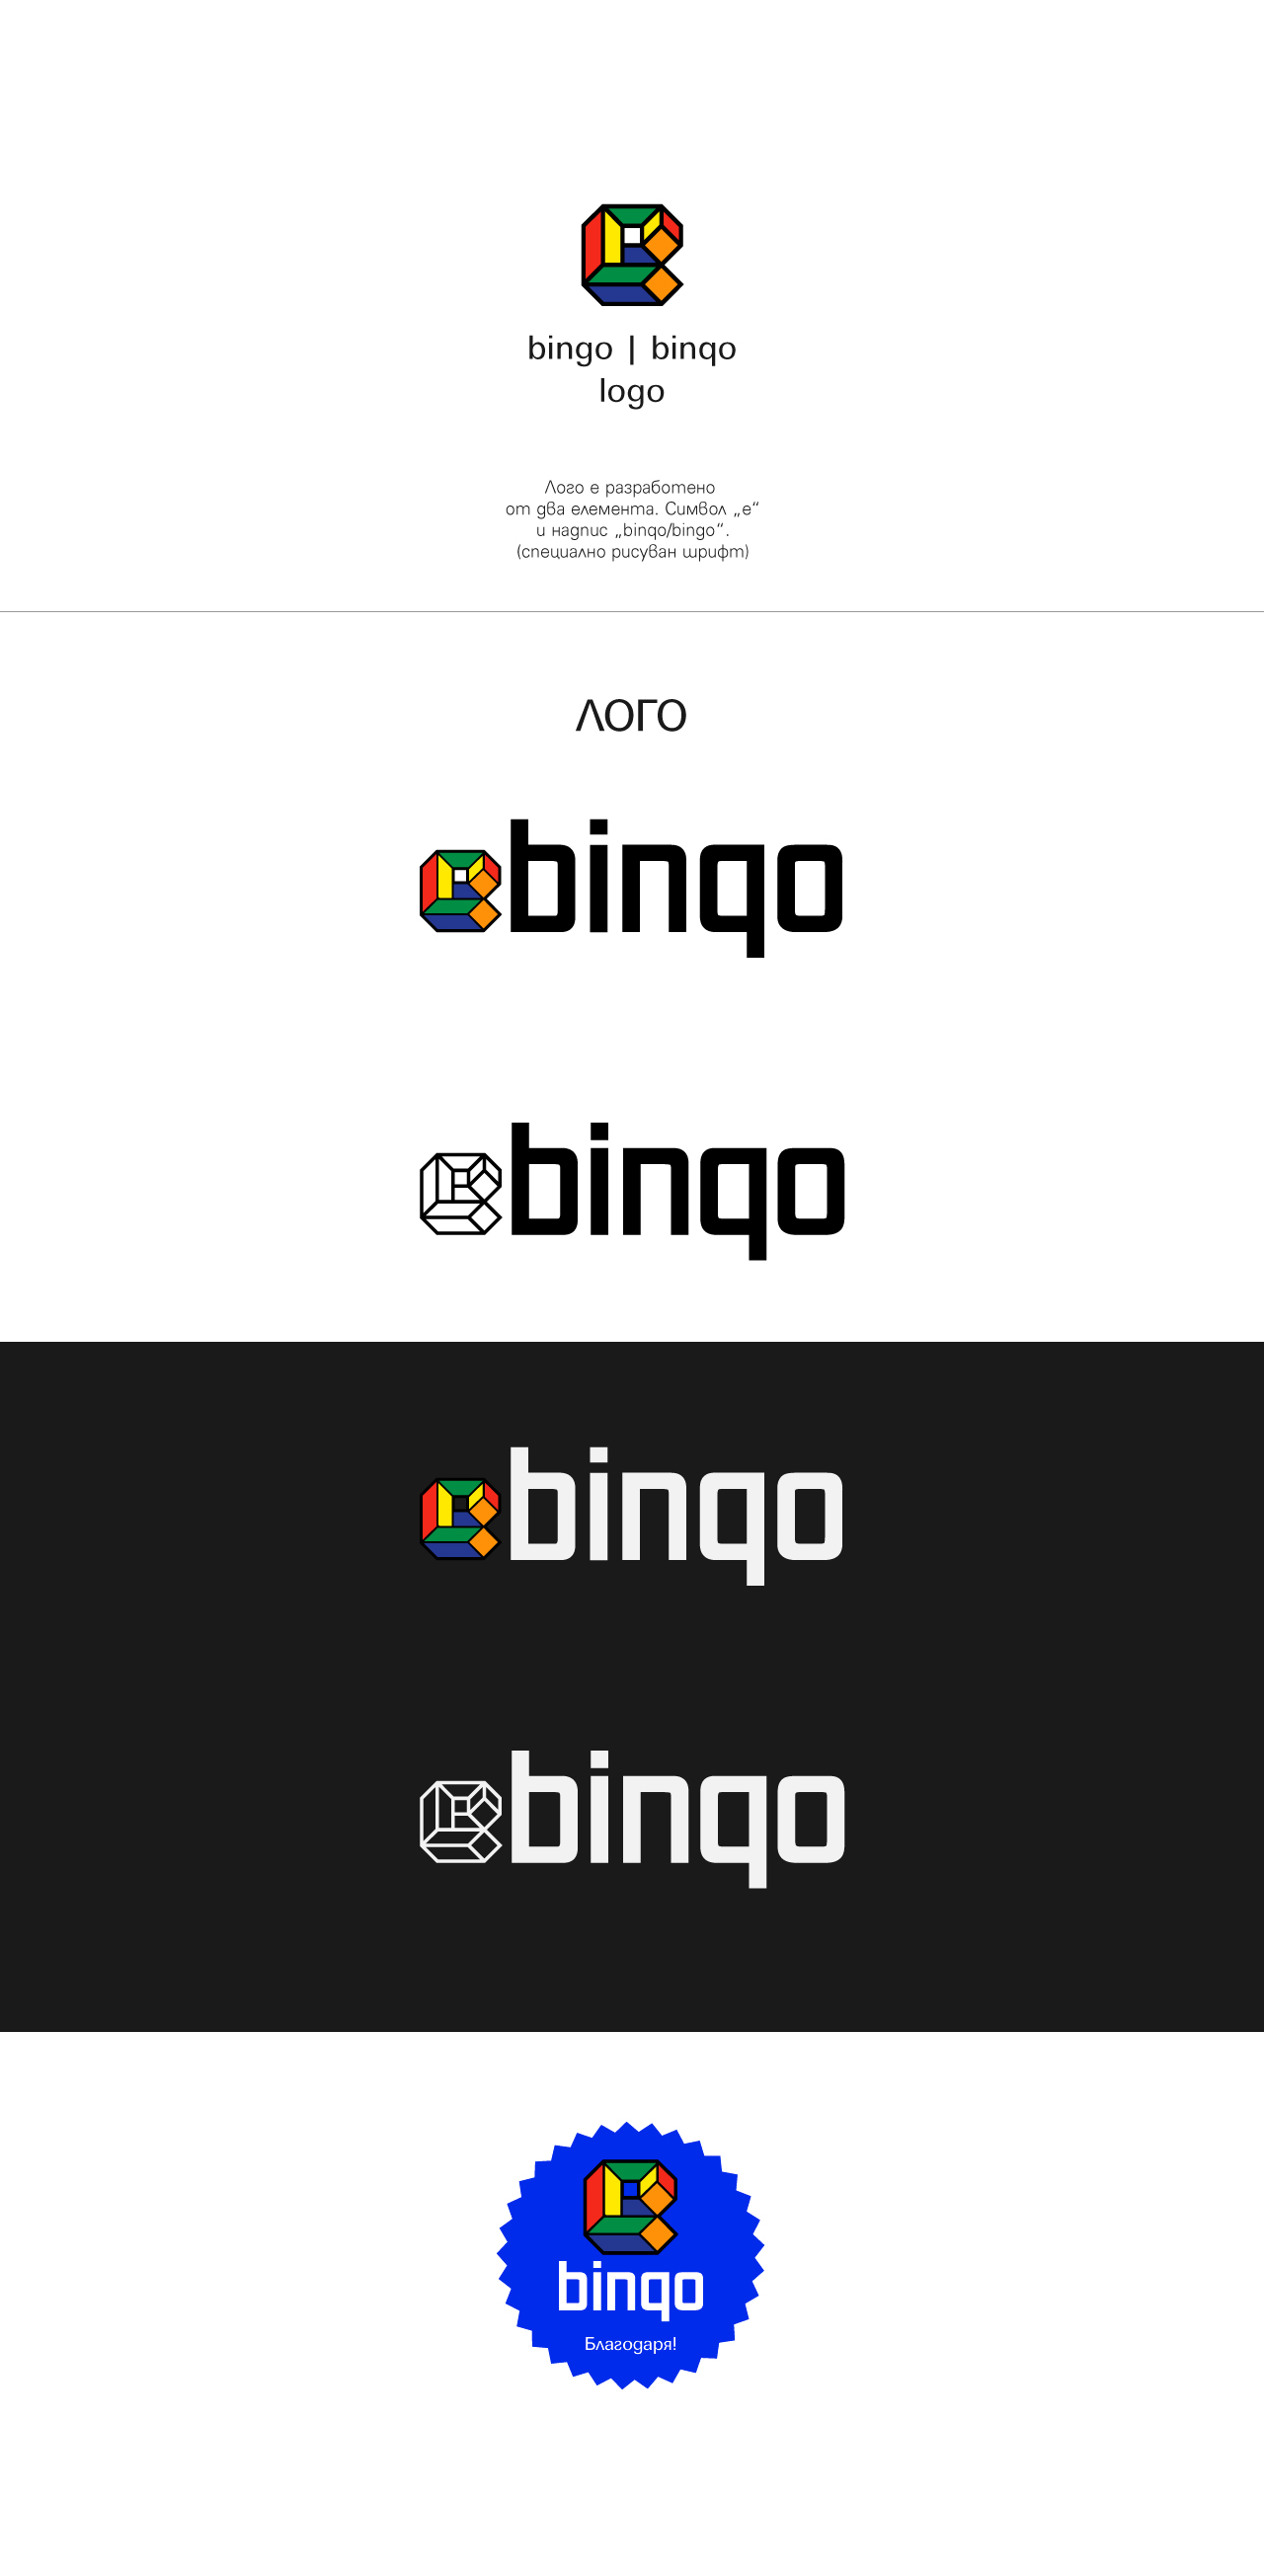 bingo | binqo
logo
Лого е разработено
от два елемента. Символ „е“
и надпис „binqo/bingo“.
(специално рисуван шрифт)
ЛОГО
binqo
binqo
binqo
binqo
binqo
Благодаря!